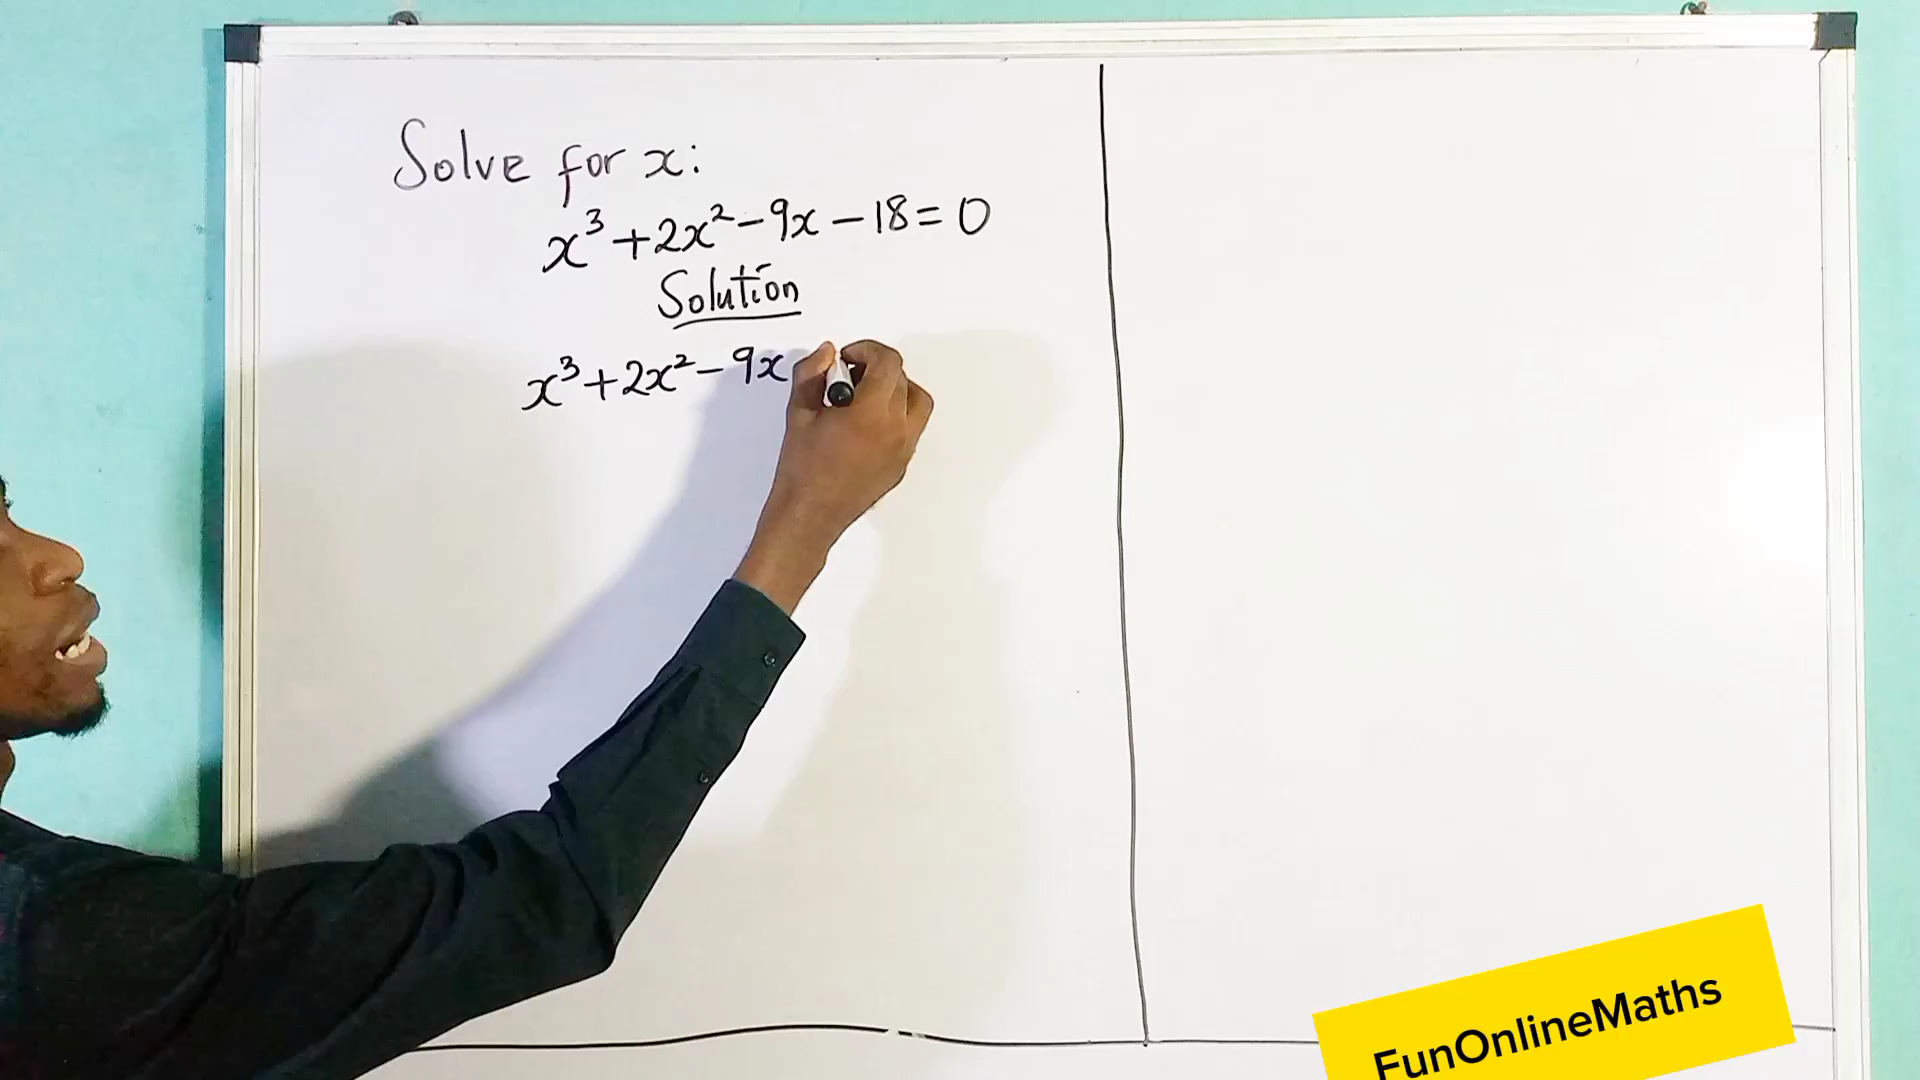 Solve for x:
x³ + 2x² - 9x - 18 = 0
Solution
x³ + 2x² - 9x
FunOnlineMaths